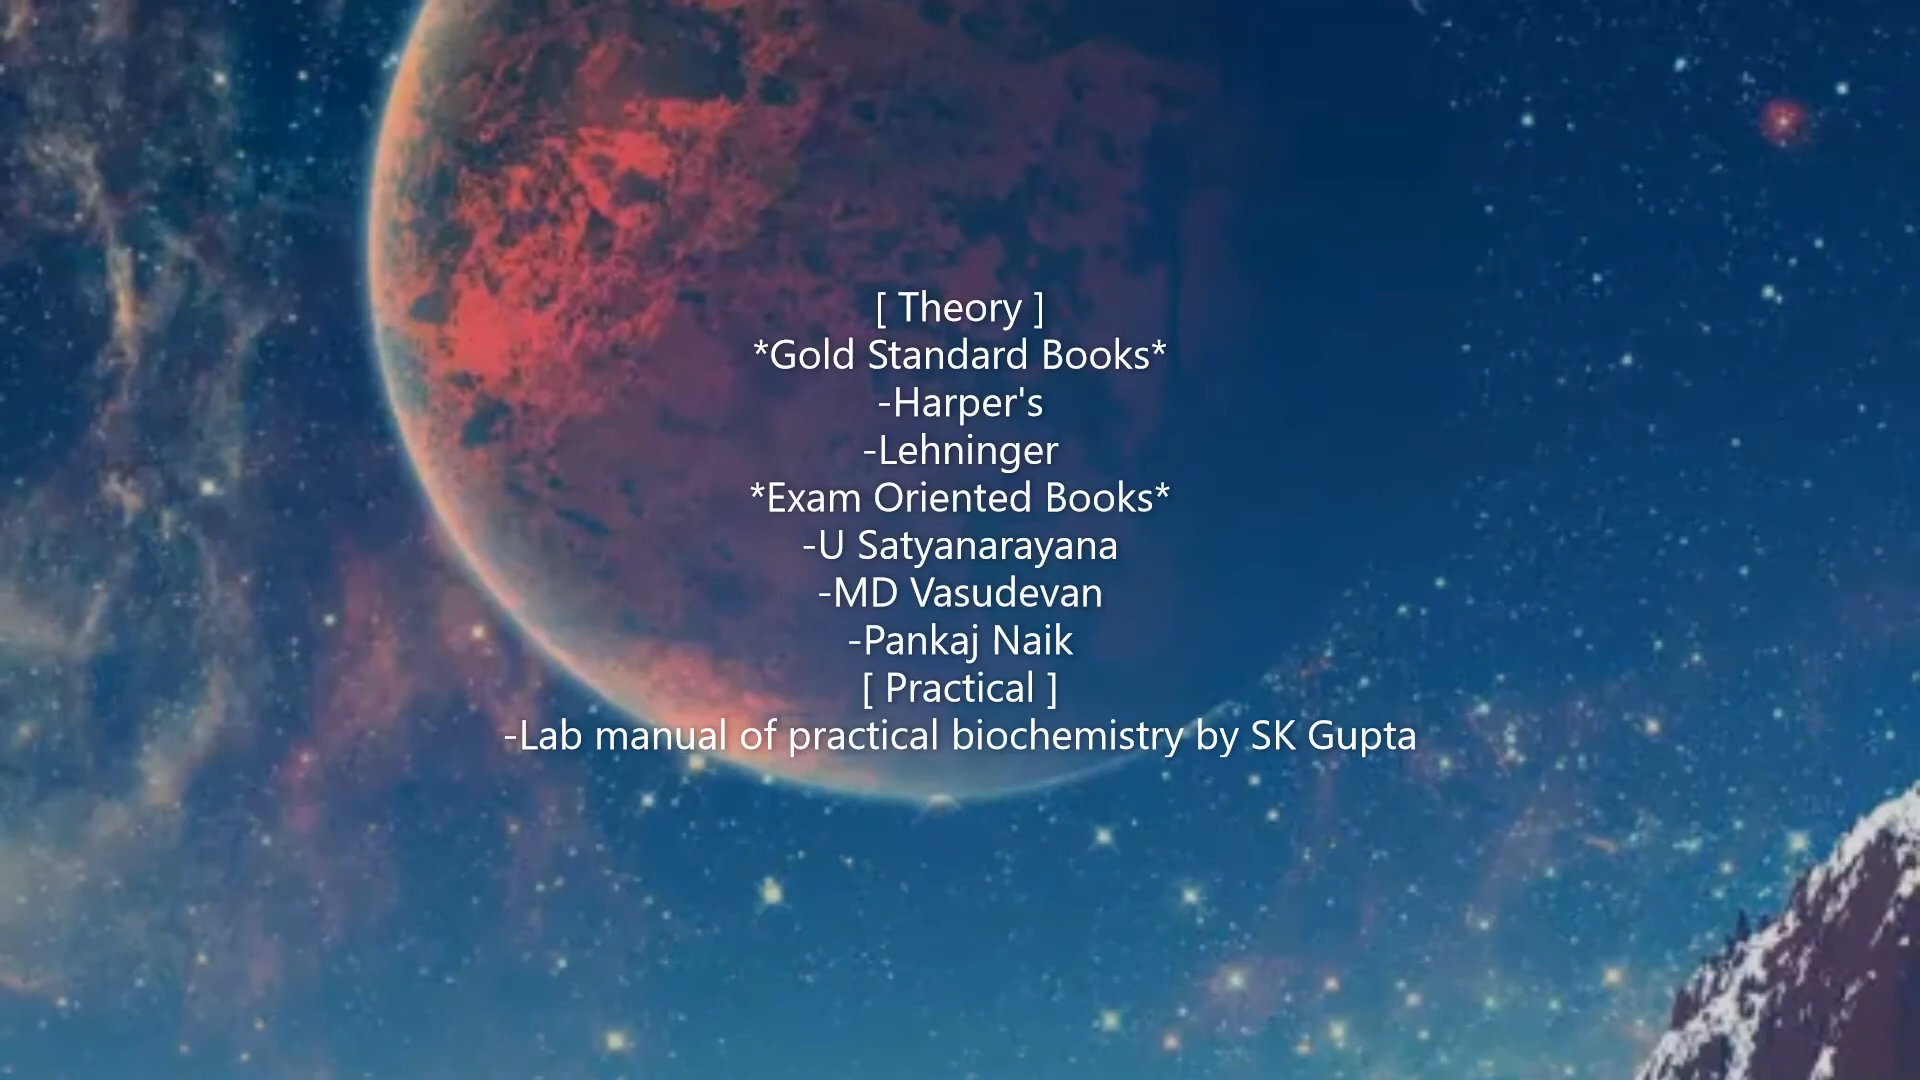 [ Theory ]
*Gold Standard Books*
-Harper's
-Lehninger
*Exam Oriented Books*
-U Satyanarayana
-MD Vasudevan
-Pankaj Naik
[ Practical ]
-Lab manual of practical biochemistry by SK Gupta